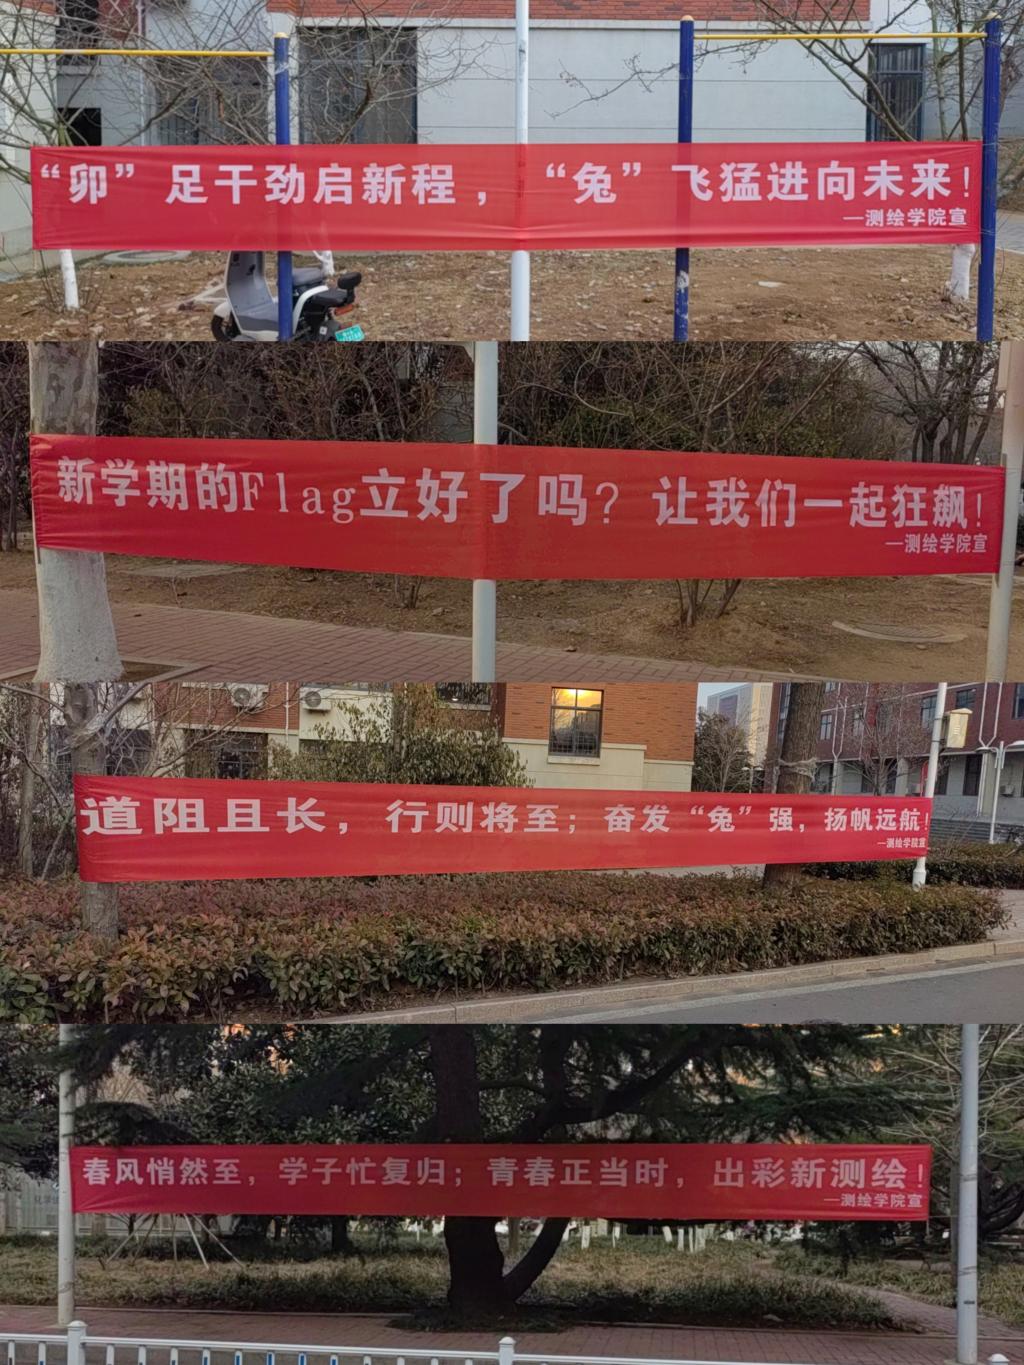 “卯”足干劲启新程，“兔”飞猛进向未来！
—测绘学院宣
新学期的Flag立好了吗？让我们一起狂飙！
—测绘学院宣
道阻且长，行则将至；奋发“兔”强，扬帆远航！
—测绘学院宣
春风悄然至，学子忙复归；青春正当时，出彩新测绘！
—测绘学院宣